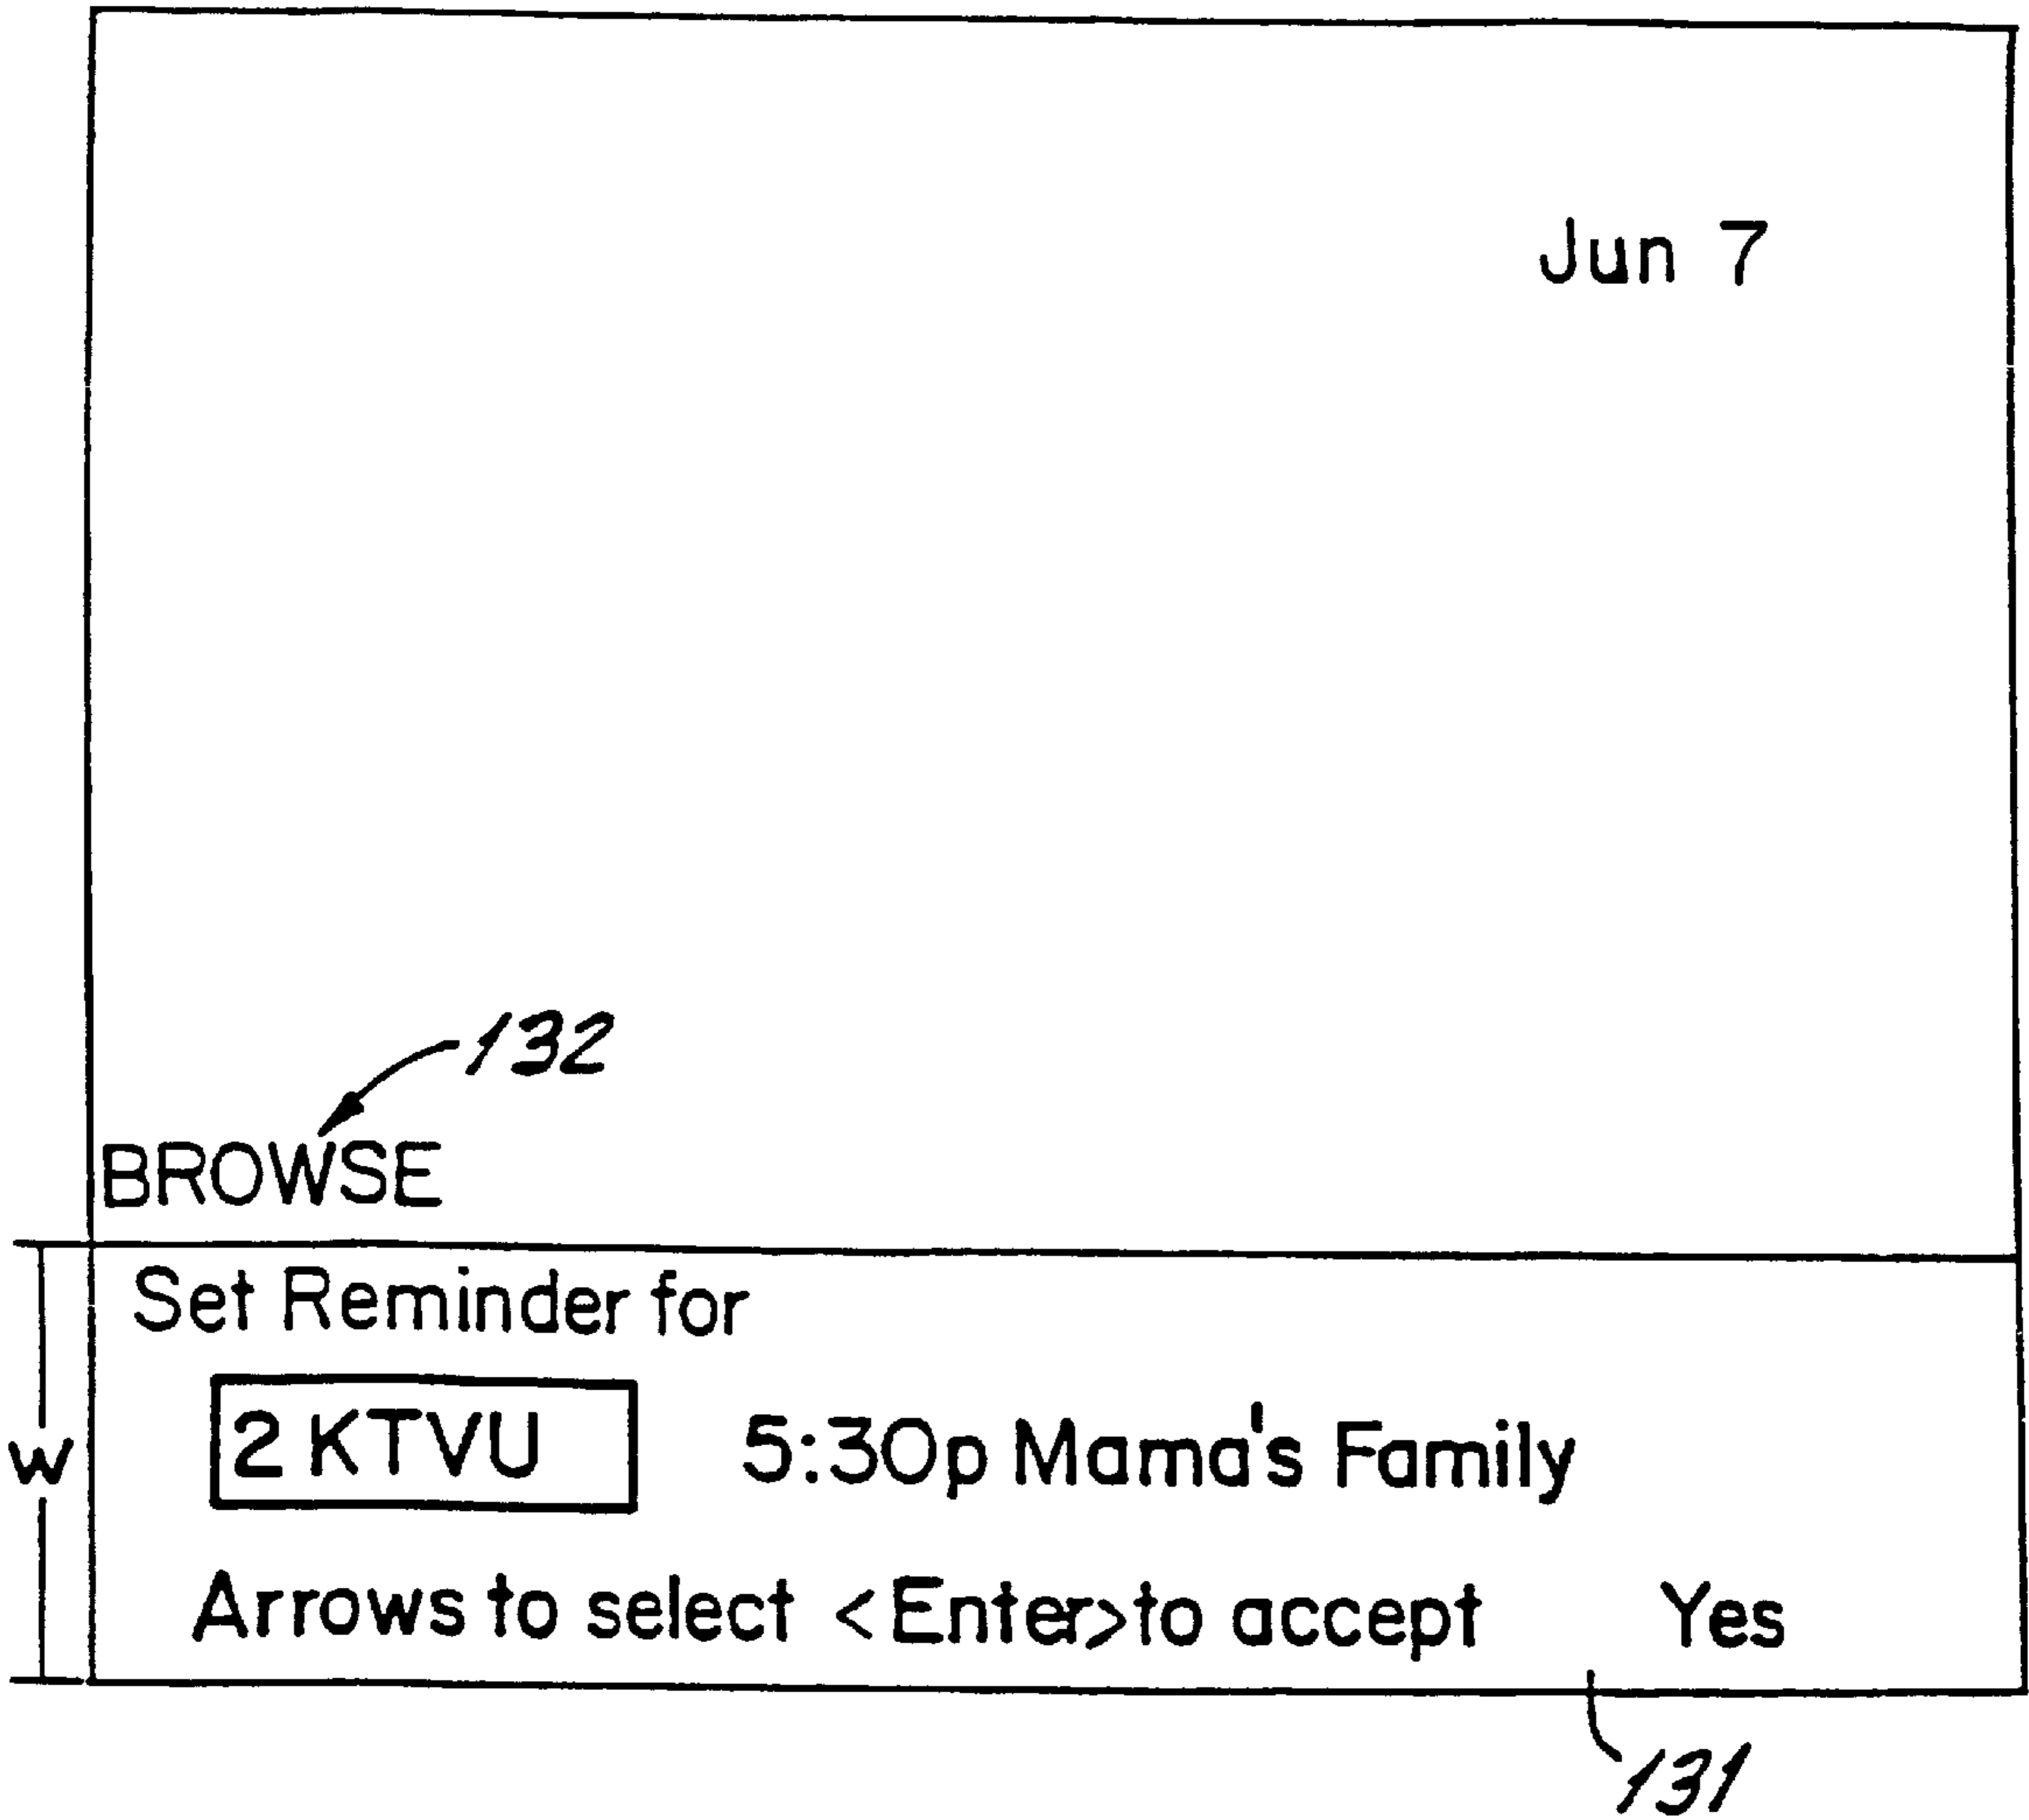 Jun 7
132
BROWSE
Set Reminder for
2 KTVU 5:30p Mama's Family
W
Arrows to select <Enter> to accept Yes
131